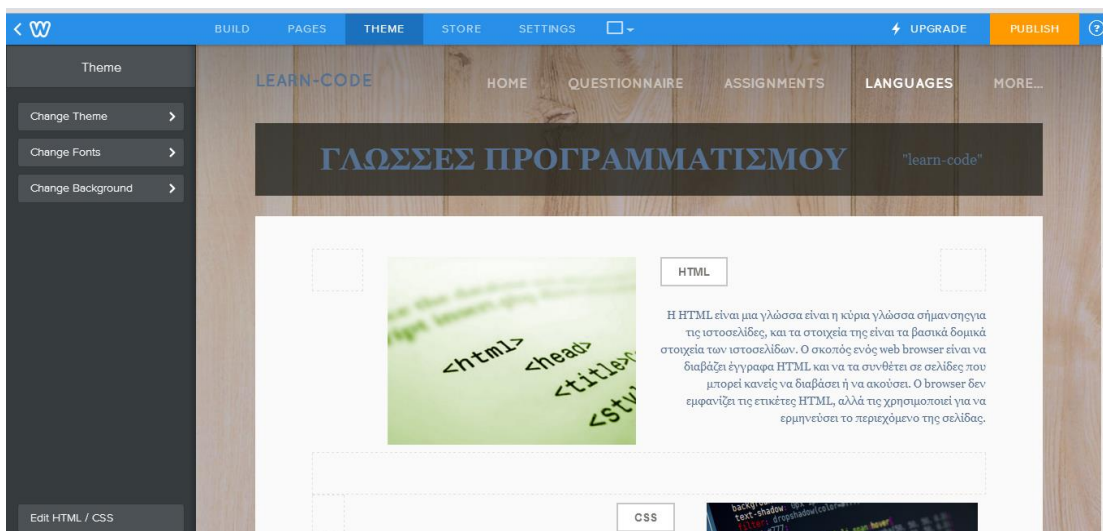 BUILD PAGES THEME STORE SETTINGS UPGRADE PUBLISH ?
Theme
Change Theme
Change Fonts
Change Background
Edit HTML / CSS
LEARN-CODE HOME QUESTIONNAIRE ASSIGNMENTS LANGUAGES MORE...
ΓΛΩΣΣΕΣ ΠΡΟΓΡΑΜΜΑΤΙΣΜΟΥ "learn-code"
<html>
<head>
<title>
HTML
Η HTML είναι μια γλώσσα είναι η κύρια γλώσσα σήμανσηςγια
τις ιστοσελίδες, και τα στοιχεία της είναι τα βασικά δομικά
στοιχεία των ιστοσελίδων. Ο σκοπός ενός web browser είναι να
διαβάζει έγγραφα HTML και να τα συνθέτει σε σελίδες που
μπορεί κανείς να διαβάσει ή να ακούσει. Ο browser δεν
εμφανίζει τις ετικέτες HTML, αλλά τις χρησιμοποιεί για να
ερμηνεύσει το περιεχόμενο της σελίδας.
CSS
text-shadow: